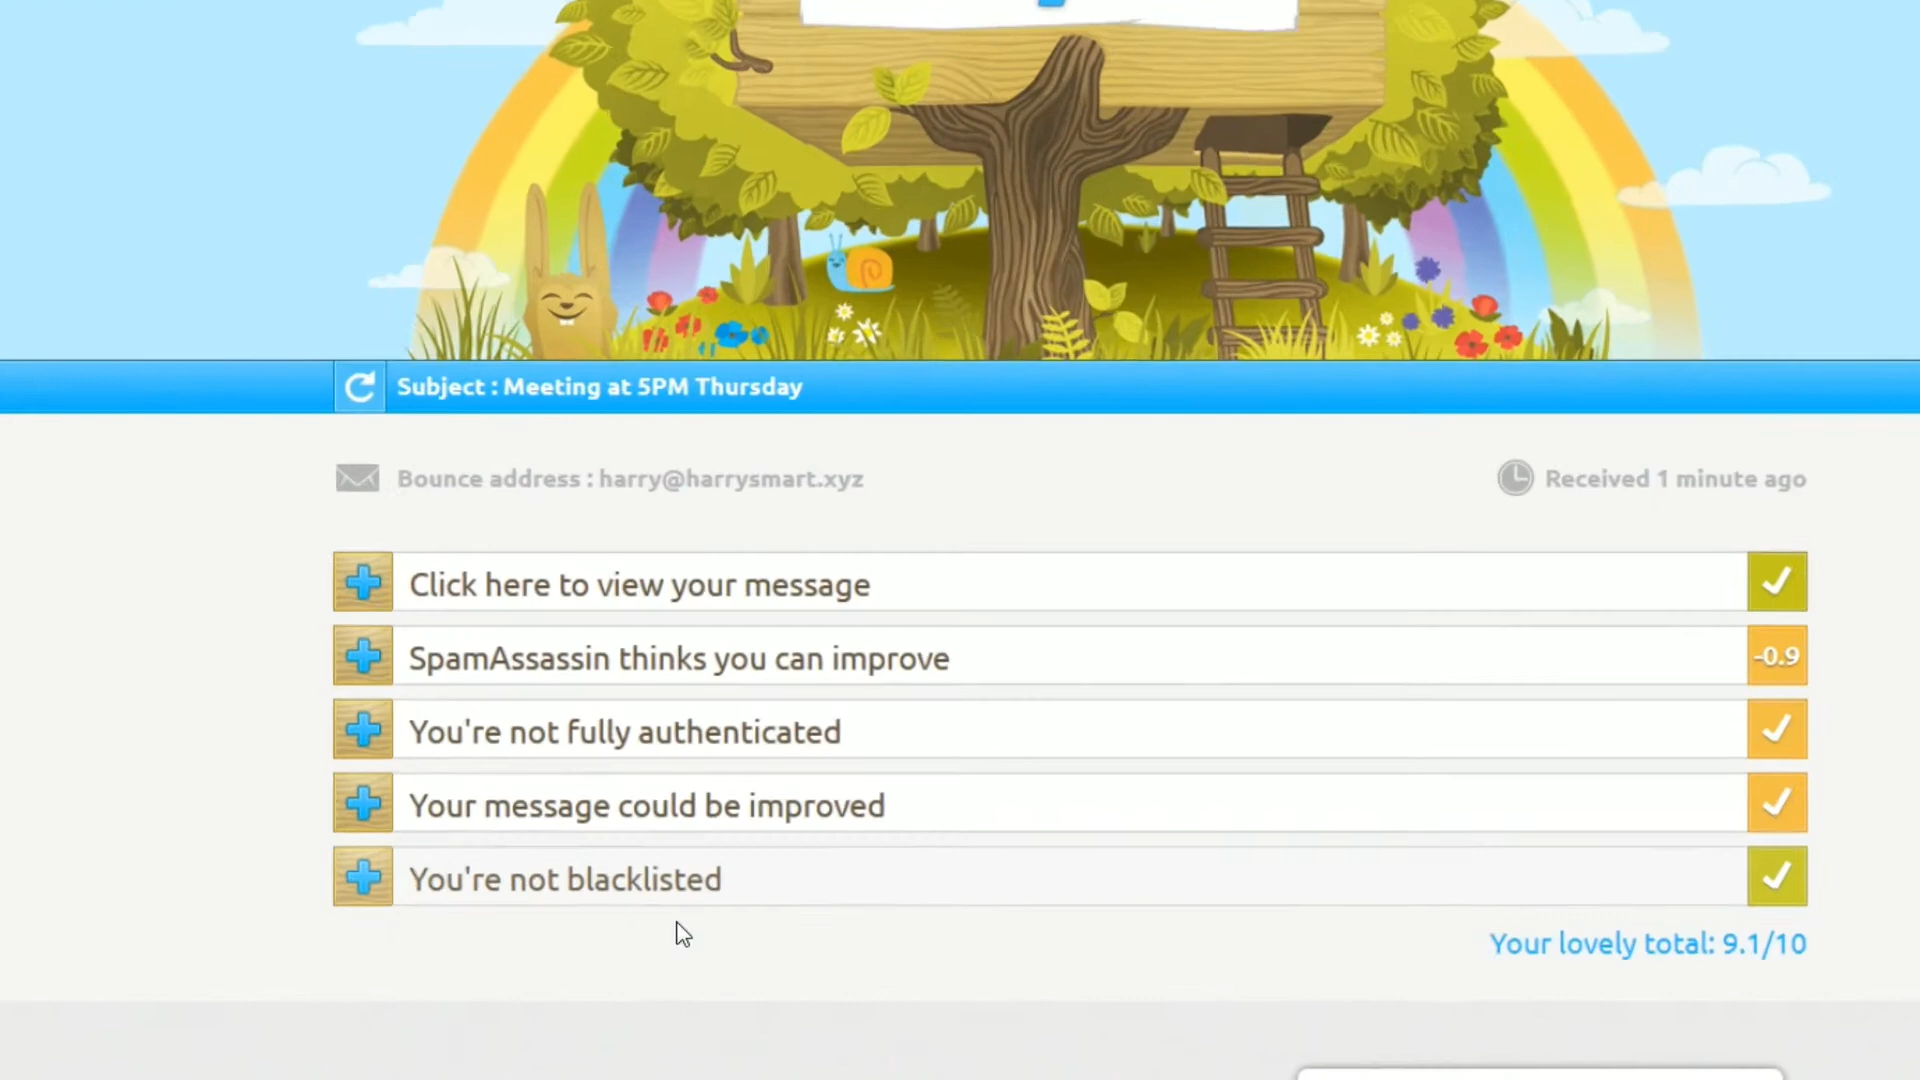 Subject : Meeting at 5PM Thursday
Bounce address : harry@harrysmart.xyz
Received 1 minute ago
Click here to view your message
SpamAssassin thinks you can improve
-0.9
You're not fully authenticated
Your message could be improved
You're not blacklisted
Your lovely total: 9.1/10